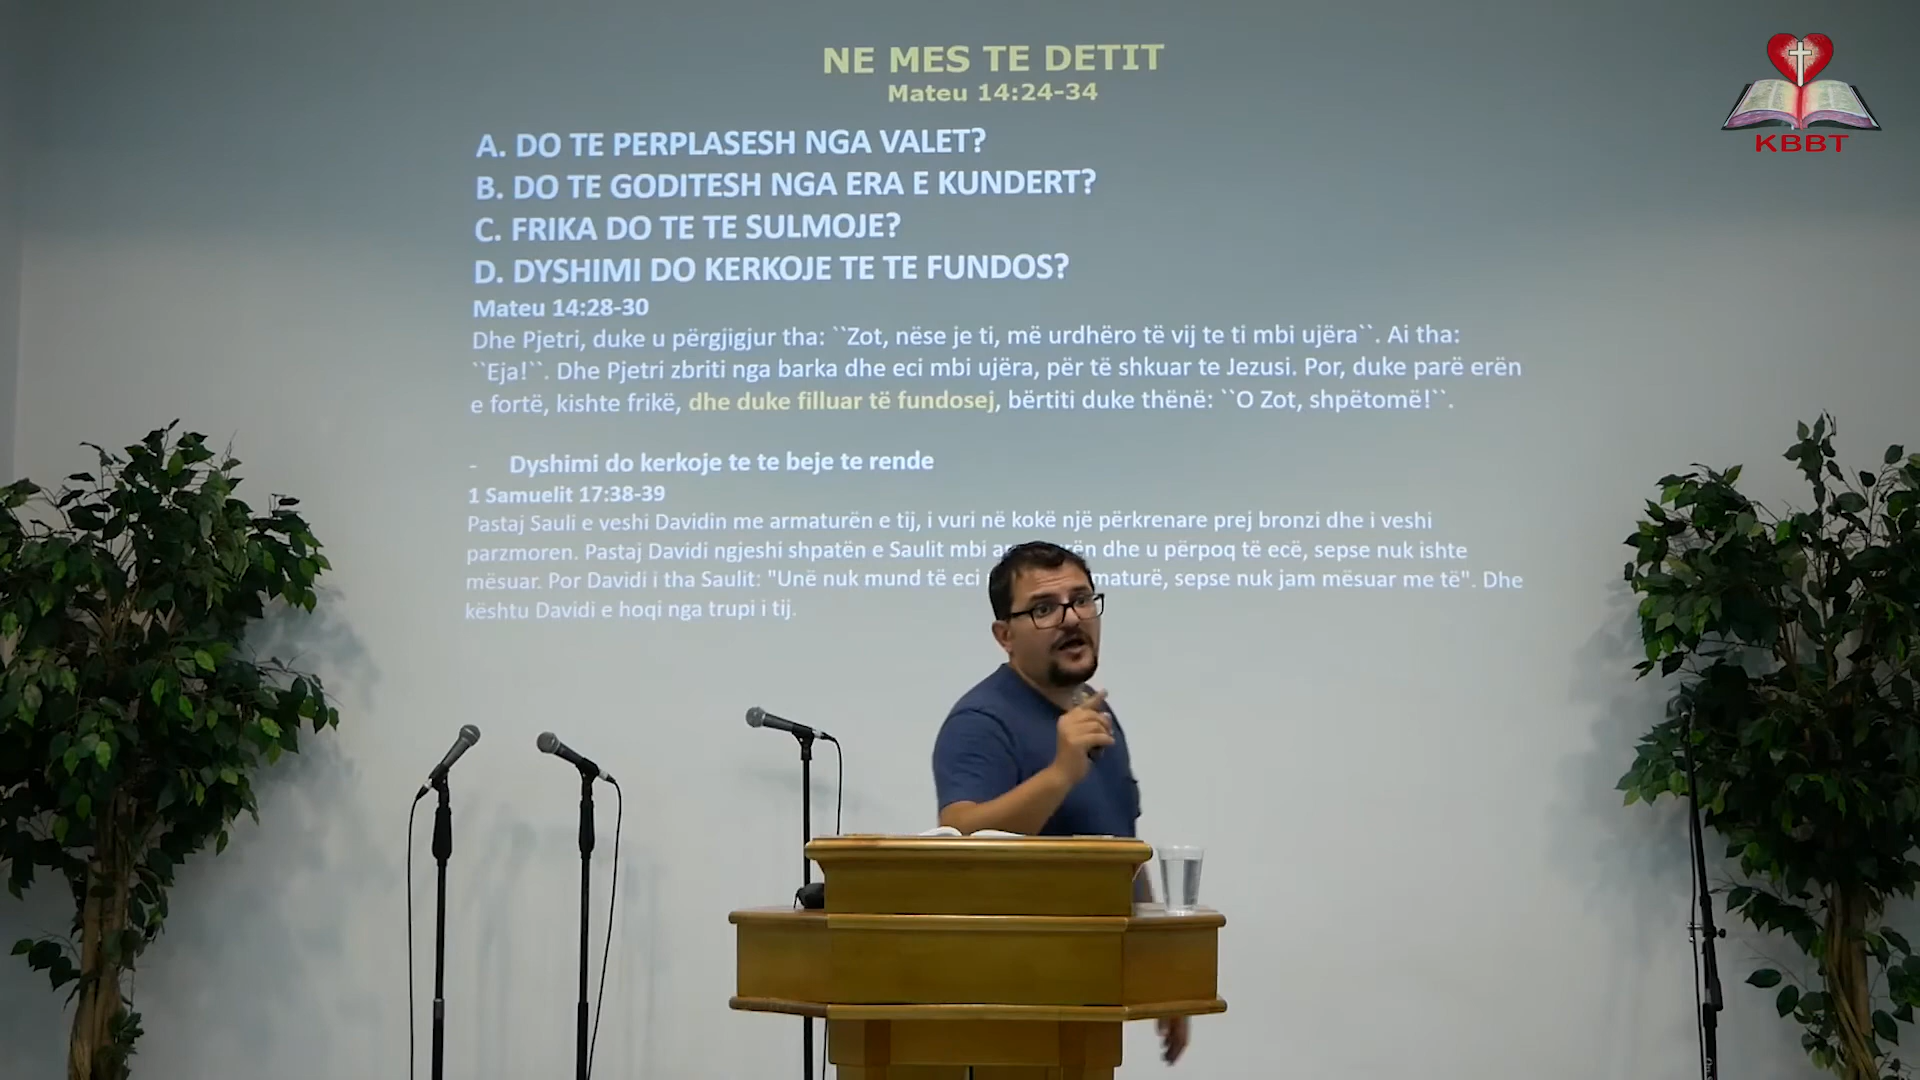 NE MES TE DETIT
Mateu 14:24-34
KBBT
A. DO TE PERPLASESH NGA VALET?
B. DO TE GODITESH NGA ERA E KUNDERT?
C. FRIKA DO TE TE SULMOJE?
D. DYSHIMI DO KERKOJE TE TE FUNDOS?
Mateu 14:28-30
Dhe Pjetri, duke u përgjigjur tha: ``Zot, nëse je ti, më urdhëro të vij te ti mbi ujëra``. Ai tha:
``Eja!``. Dhe Pjetri zbriti nga barka dhe eci mbi ujëra, për të shkuar te Jezusi. Por, duke parë erën
e fortë, kishte frikë, dhe duke filluar të fundosej, bërtiti duke thënë: ``O Zot, shpëtomë!``.
- Dyshimi do kerkoje te te beje te rende
1 Samuelit 17:38-39
Pastaj Sauli e veshi Davidin me armaturën e tij, i vuri në kokë një përkrenare prej bronzi dhe i veshi
parzmoren. Pastaj Davidi ngjeshi shpatën e Saulit mbi dhe u përpoq të ecë, sepse nuk ishte
mësuar. Por Davidi i tha Saulit: "Unë nuk mund të eci sepse nuk jam mësuar me të". Dhe
kështu Davidi e hoqi nga trupi i tij.